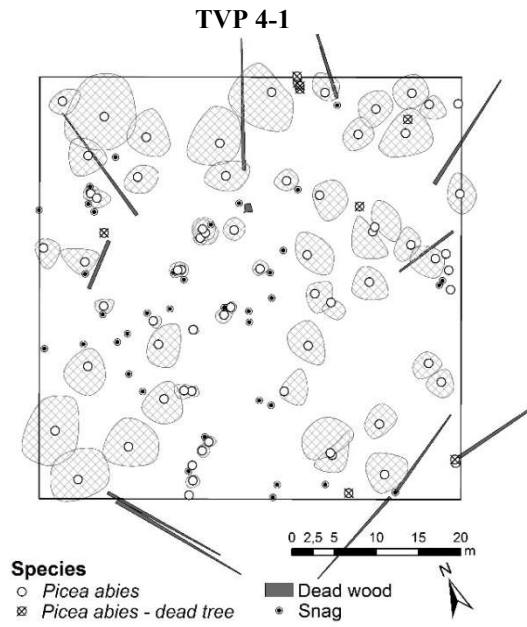 TVP 4-1
0 2,5 5 10 15 20
m
N
Species
Picea abies
Picea abies - dead tree
Dead wood
Snag